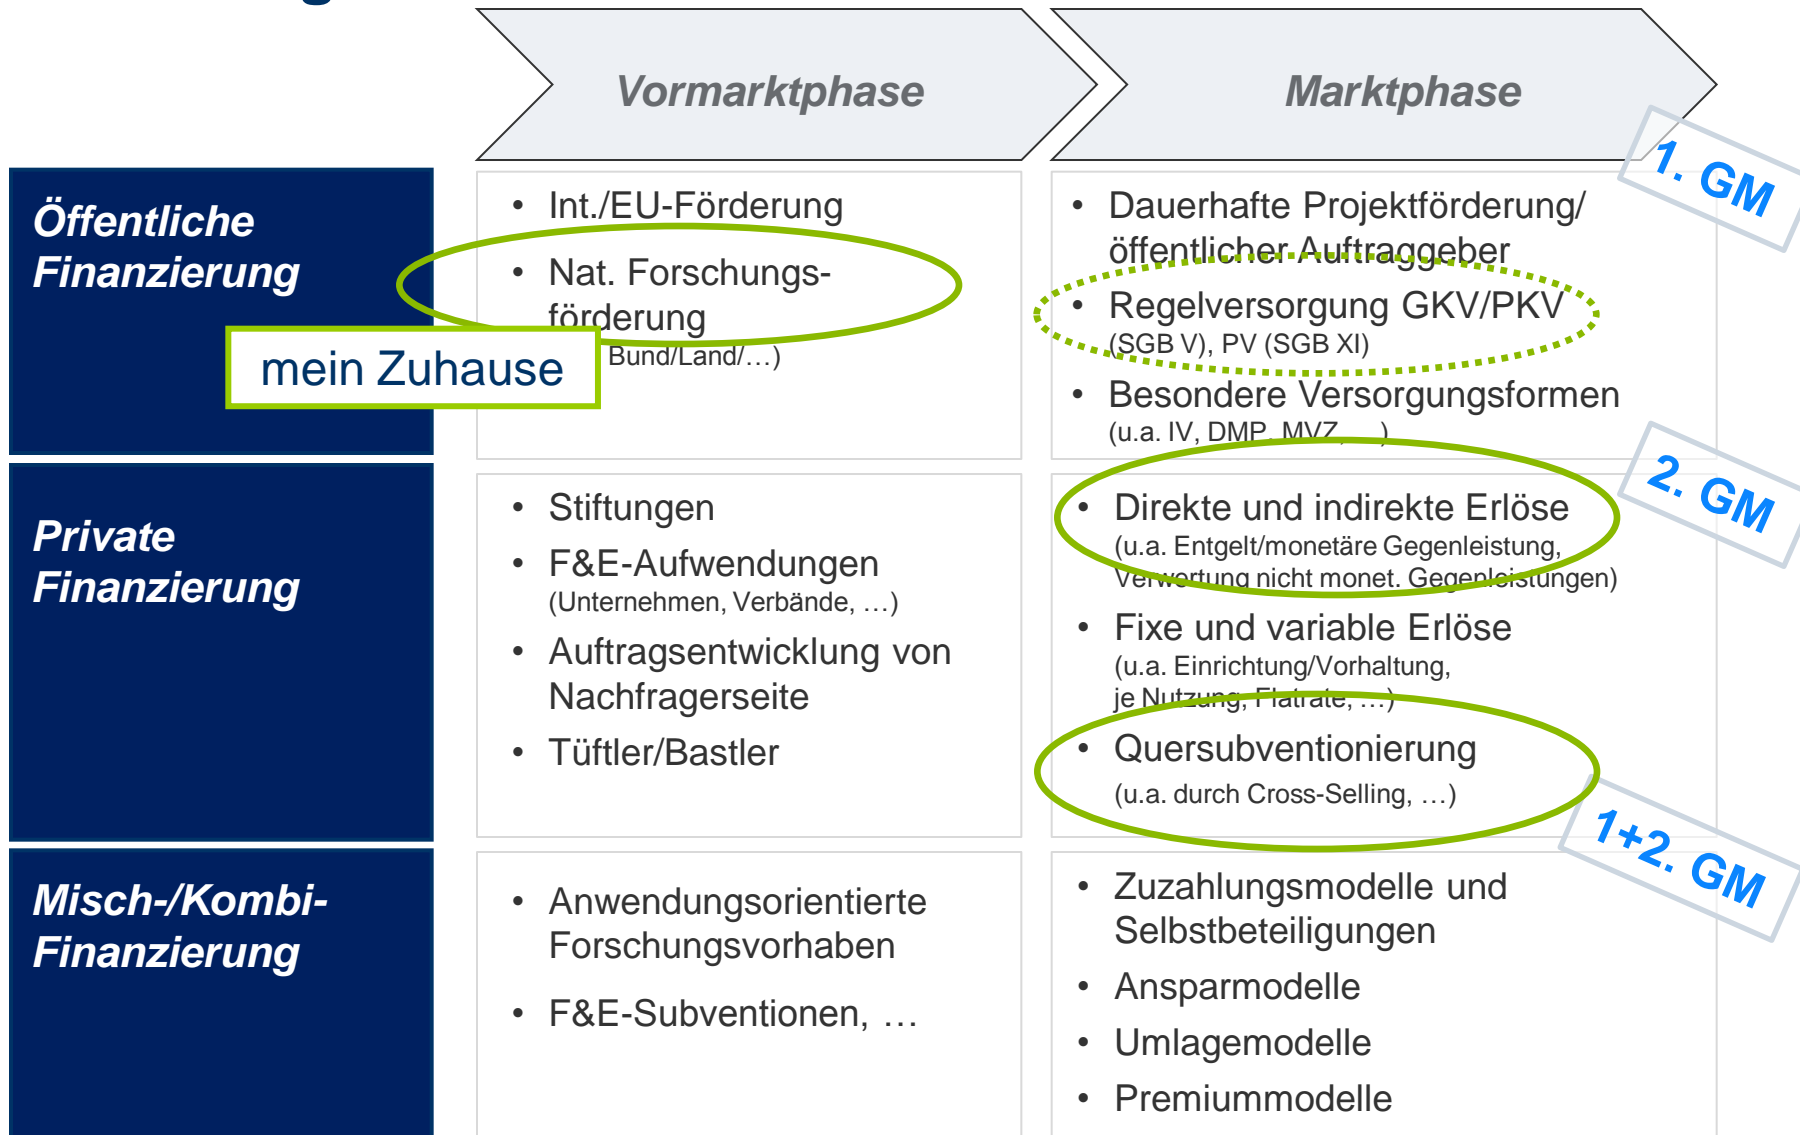 Vormarktphase
Marktphase
1. GM
Öffentliche
Finanzierung
• Int./EU-Förderung
• Nat. Forschungs-
förderung
Bund/Land/…)
mein Zuhause
• Dauerhafte Projektförderung/
öffentlicher Auftraggeber
• Regelversorgung GKV/PKV
(SGB V), PV (SGB XI)
• Besondere Versorgungsformen
(u.a. IV, DMP, MVZ, …)
2. GM
Private
Finanzierung
• Stiftungen
• F&E-Aufwendungen
(Unternehmen, Verbände, …)
• Auftragsentwicklung von
Nachfragerseite
• Tüftler/Bastler
• Direkte und indirekte Erlöse
(u.a. Entgelt/monetäre Gegenleistung,
Verwertung nicht monet. Gegenleistungen)
• Fixe und variable Erlöse
(u.a. Einrichtung/Vorhaltung,
je Nutzung, Flatrate, …)
• Quersubventionierung
(u.a. durch Cross-Selling, …)
1+2. GM
Misch-/Kombi-
Finanzierung
• Anwendungsorientierte
Forschungsvorhaben
• F&E-Subventionen, …
• Zuzahlungsmodelle und
Selbstbeteiligungen
• Ansparmodelle
• Umlagemodelle
• Premiummodelle